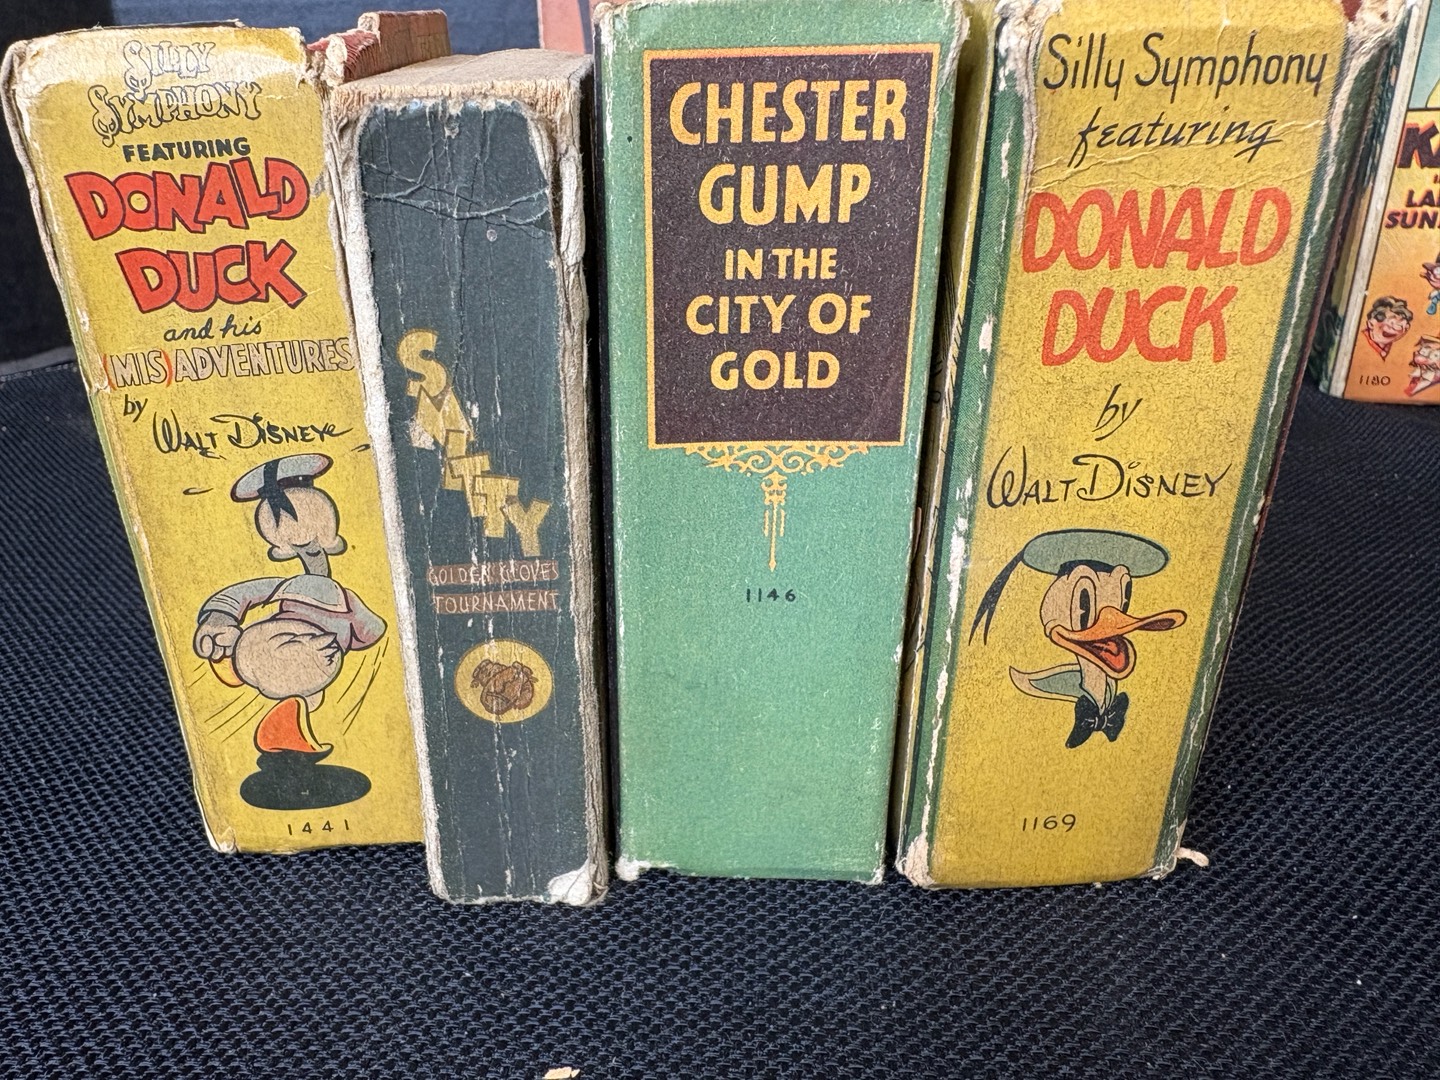 SILLY
SYMPHONY
FEATURING
DONALD
DUCK
and his
(MIS)ADVENTURES
by
WALT DISNEY
1441
SMITTY
GOLDEN GLOVES
TOURNAMENT
CHESTER
GUMP
IN THE
CITY OF
GOLD
1146
Silly Symphony
featuring
DONALD
DUCK
by
WALT DISNEY
1169
1180